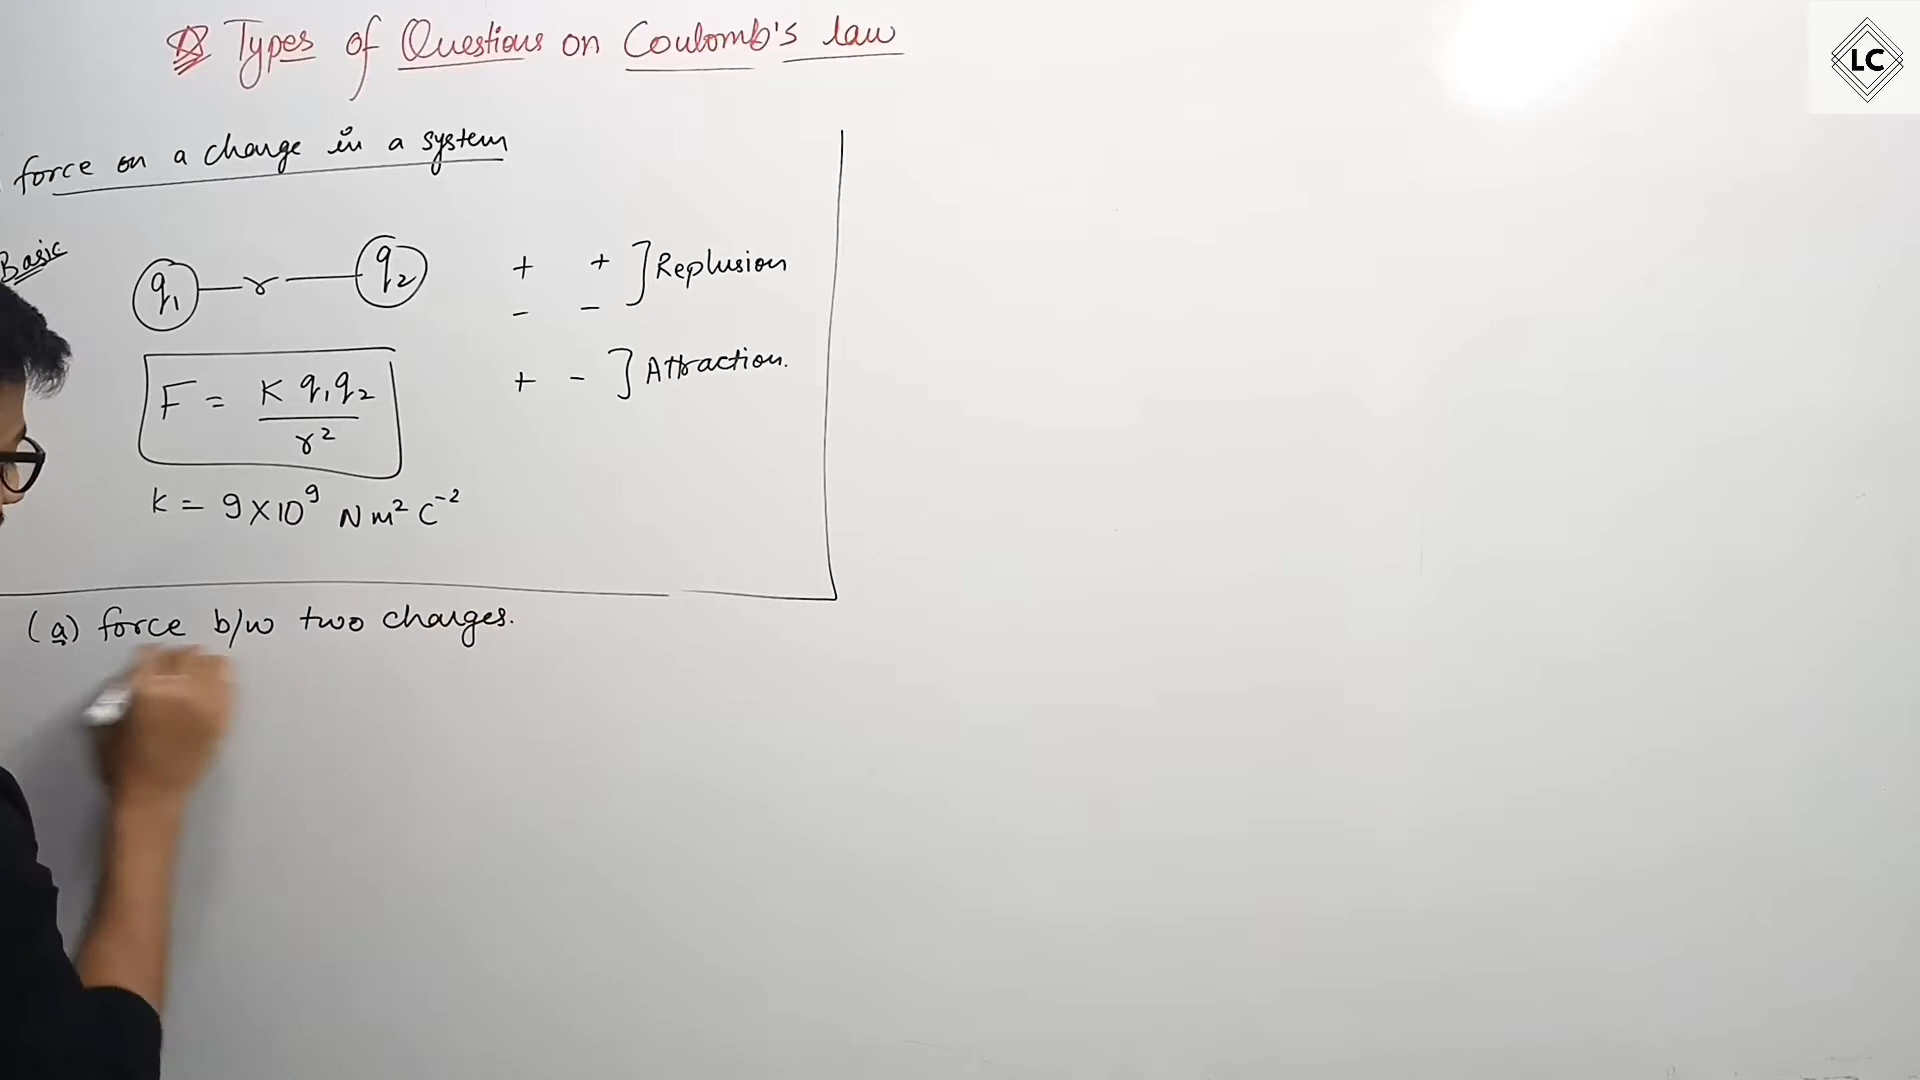 Types of Questions on Coulomb's law
LC
force on a charge in a system
Basic
q₁ r q₂
+ + ] Replusion
- -
+ - ] Attraction.
F = K q₁q₂ / r²
K = 9×10⁹ N m² C⁻²
(a) force b/w two charges.